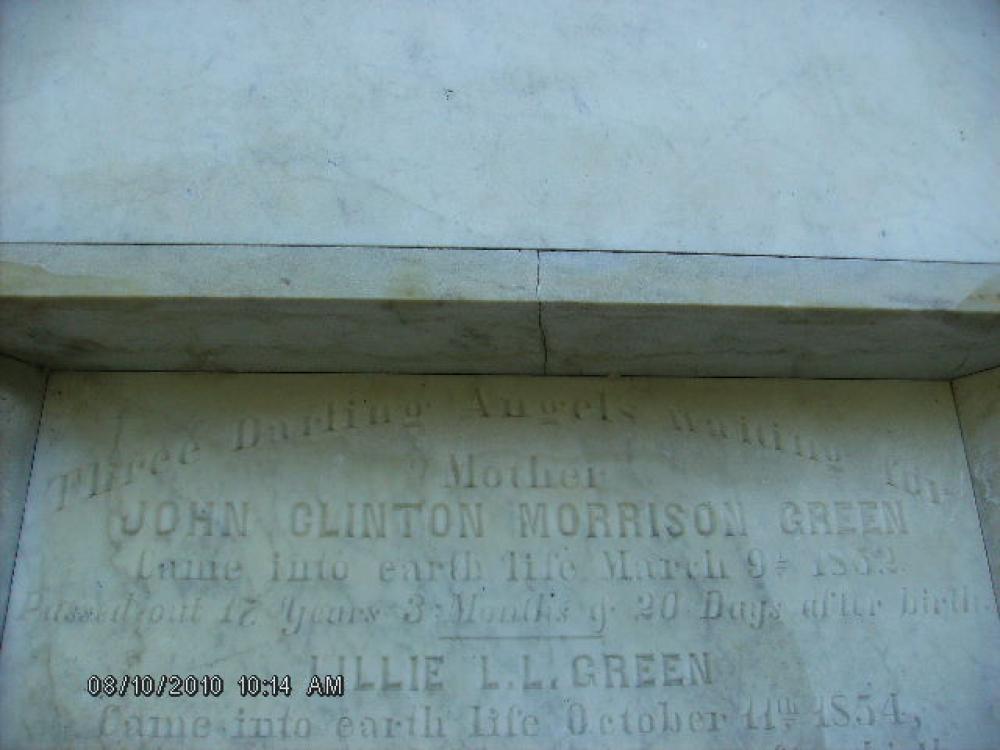 Three Darling Angels Waiting for
Mother
JOHN CLINTON MORRISON GREEN
Came into earth life March 9th 1852.
Passed out 17 Years 3 Months & 20 Days after birth
LILLIE L.L. GREEN
08/10/2010 10:14 AM
Came into earth life October 11th 1854,